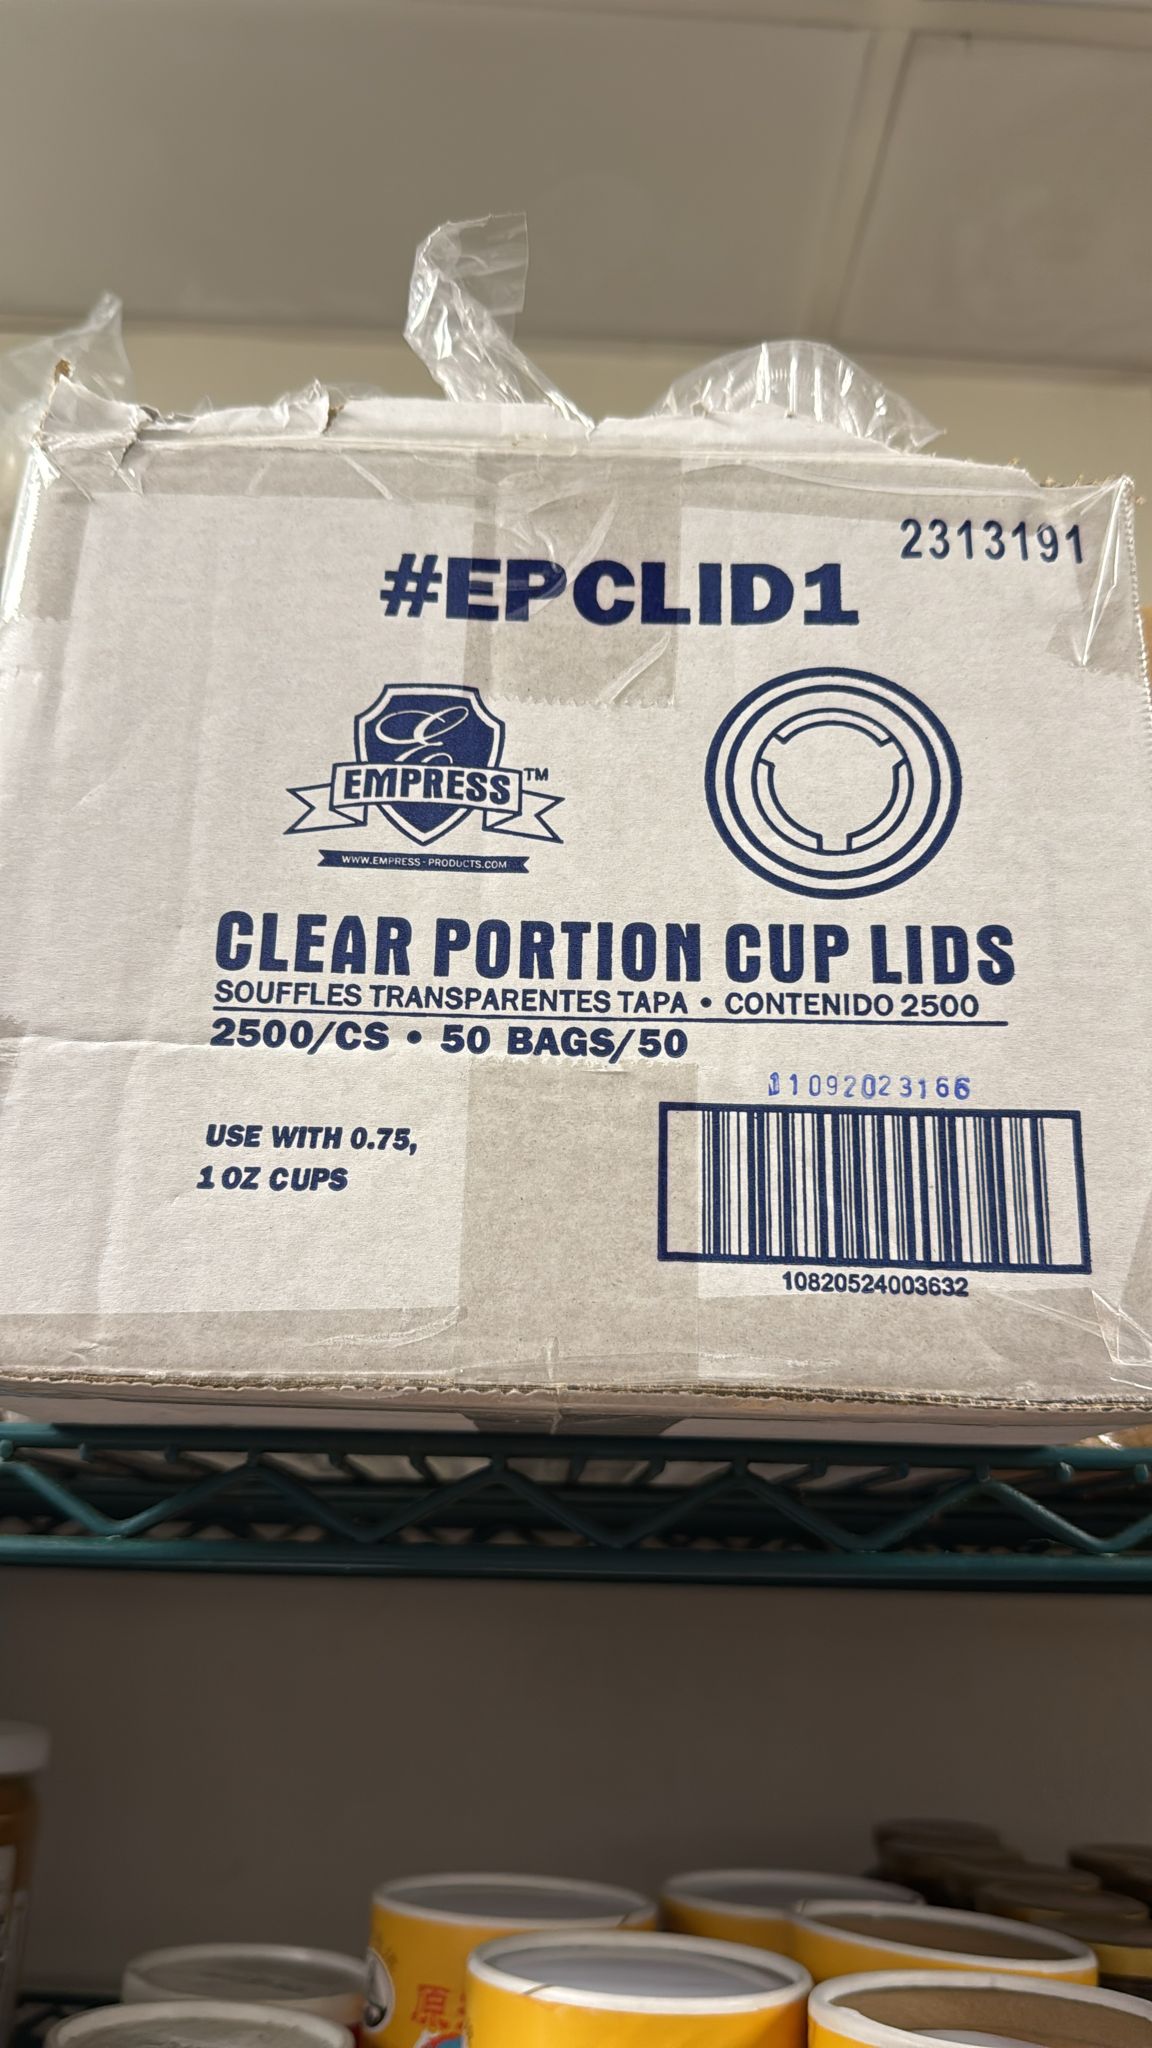 2313191
#EPCLID1
E
EMPRESS™
WWW.EMPRESS-PRODUCTS.COM
CLEAR PORTION CUP LIDS
SOUFFLES TRANSPARENTES TAPA • CONTENIDO 2500
2500/CS • 50 BAGS/50
11092023166
USE WITH 0.75,
1 OZ CUPS
10820524003632
原